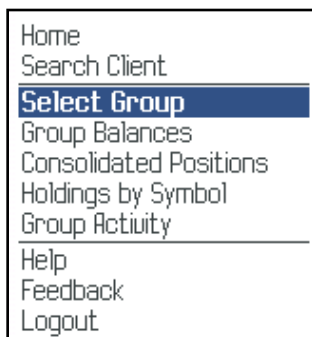 Home
Search Client
Select Group
Group Balances
Consolidated Positions
Holdings by Symbol
Group Activity
Help
Feedback
Logout